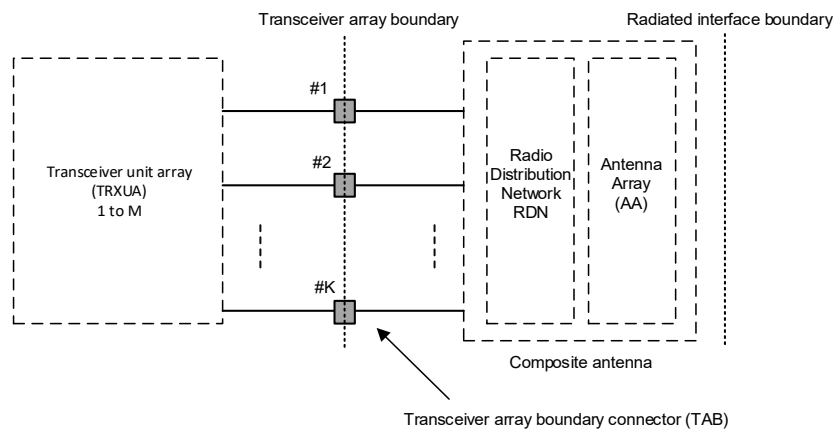 Transceiver array boundary
Radiated interface boundary
#1
#2
#K
Transceiver unit array
(TRXUA)
1 to M
Radio
Distribution
Network
RDN
Antenna
Array
(AA)
Composite antenna
Transceiver array boundary connector (TAB)